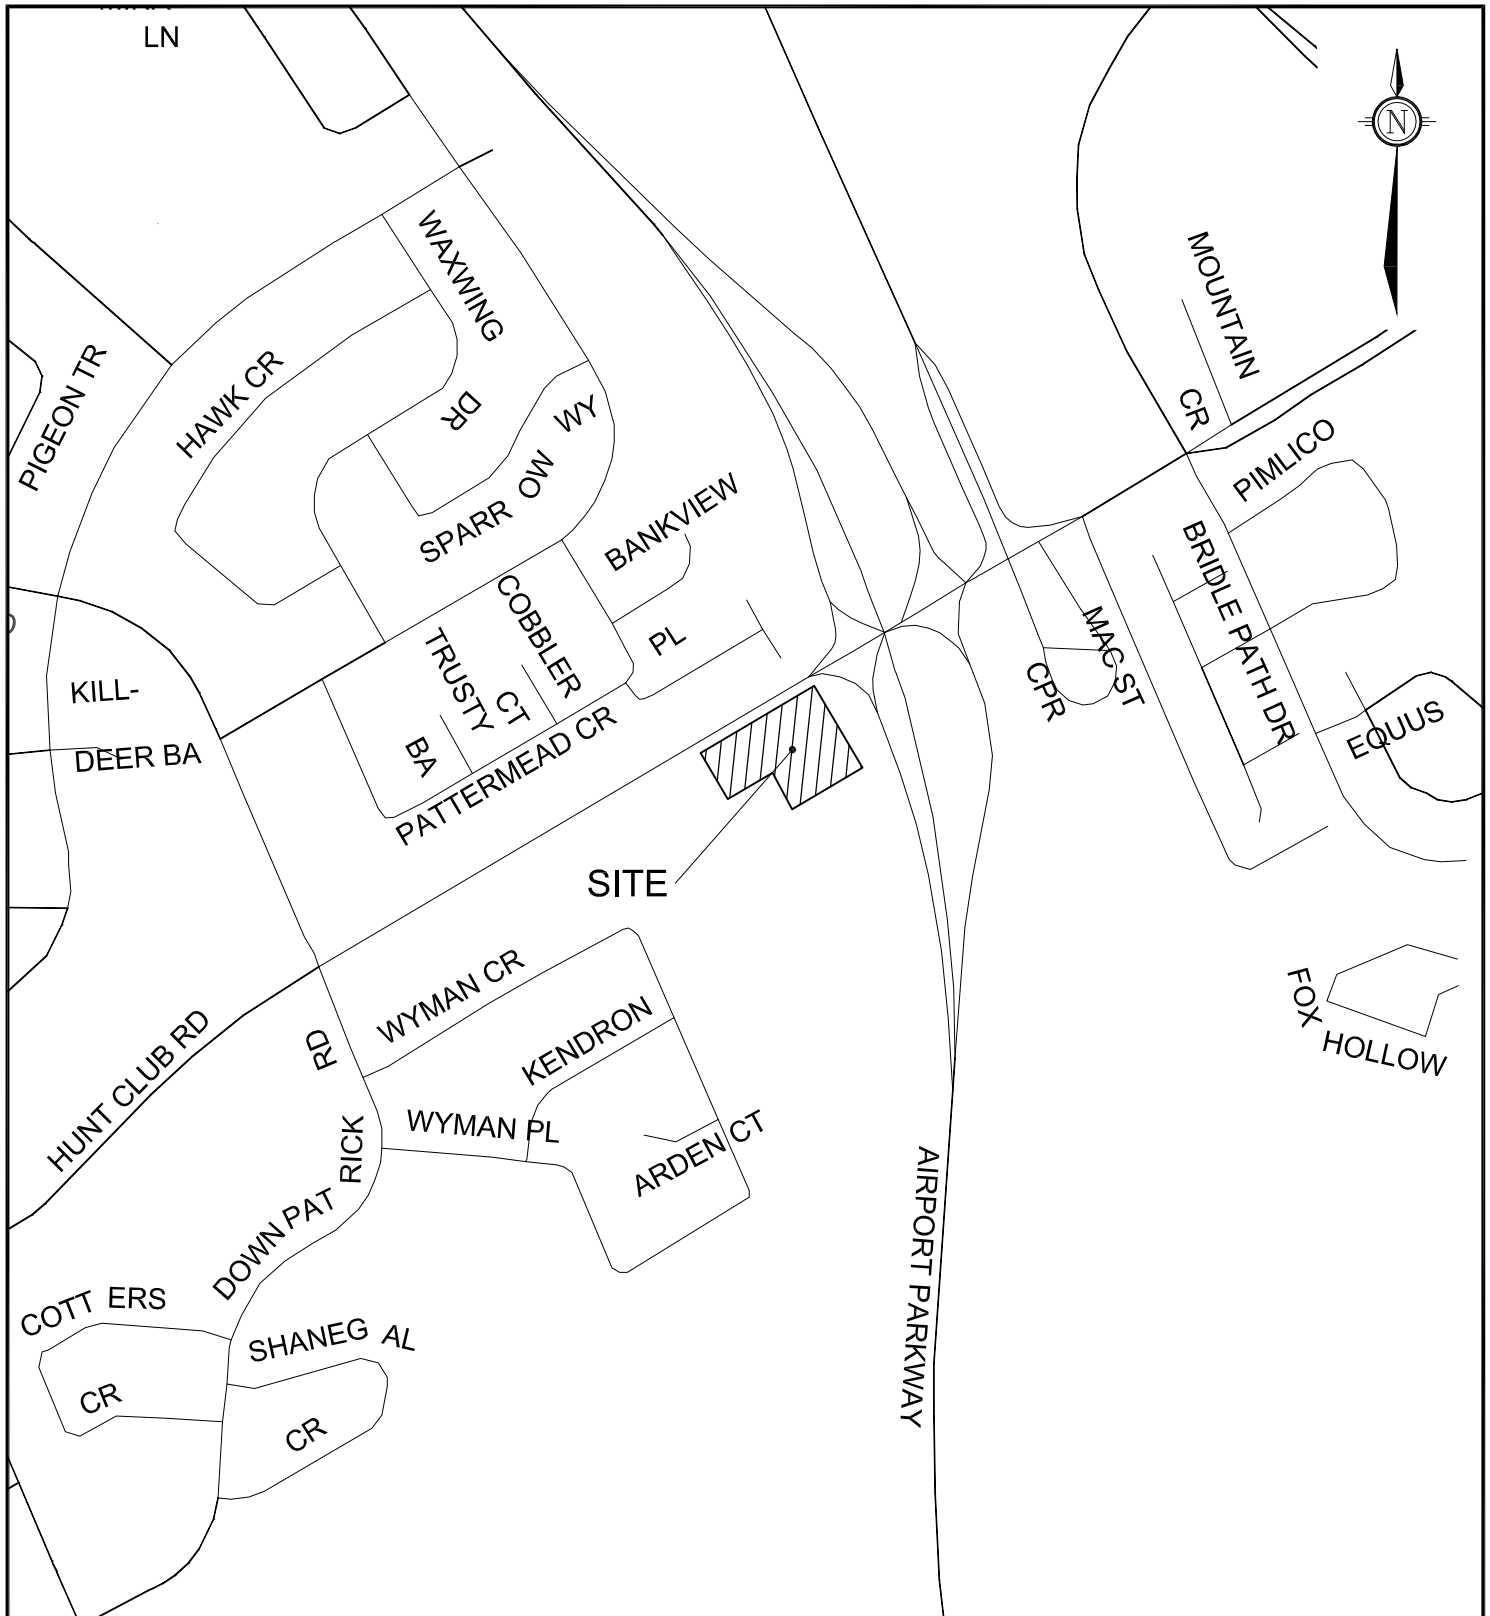 LN
N
WAXWING
MOUNTAIN
PIGEON TR
HAWK CR
DR
WY
CR
PIMLICO
SPARR OW
BANKVIEW
BRIDLE PATH DR
COBBLER
CT
TRUSTY
BA
PL
MAC ST
CPR
KILL-
DEER BA
EQUUS
PATTERMEAD CR
SITE
WYMAN CR
KENDRON
FOX
HOLLOW
HUNT CLUB RD
RD
RICK
DOWN PAT
WYMAN PL
ARDEN CT
AIRPORT PARKWAY
COTT ERS
CR
SHANEG AL
CR